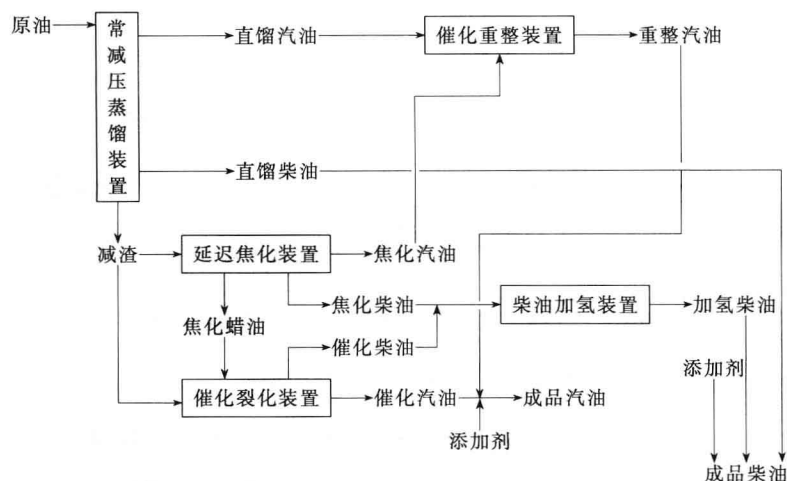 原油
常减压蒸馏装置
直馏汽油
催化重整装置
重整汽油
直馏柴油
减渣
延迟焦化装置
焦化汽油
焦化柴油
柴油加氢装置
加氢柴油
焦化蜡油
催化柴油
添加剂
催化裂化装置
催化汽油
成品汽油
添加剂
成品柴油